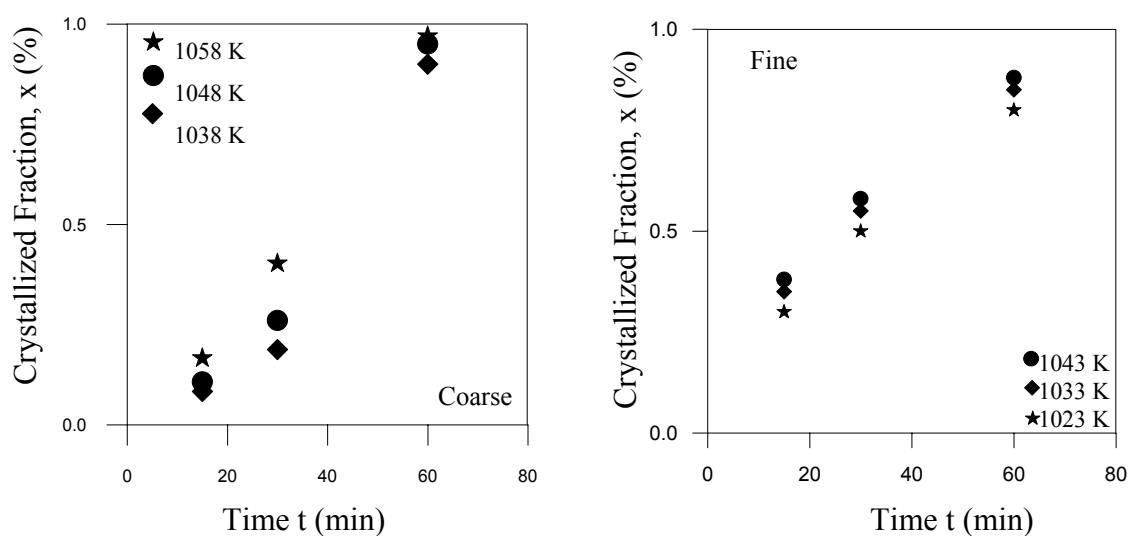 Crystallized Fraction, x (%)
1.0
0.5
0.0
1058 K
1048 K
1038 K
Coarse
0
20
40
60
80
Time t (min)
Crystallized Fraction, x (%)
1.0
0.5
0.0
Fine
1043 K
1033 K
1023 K
0
20
40
60
80
Time t (min)